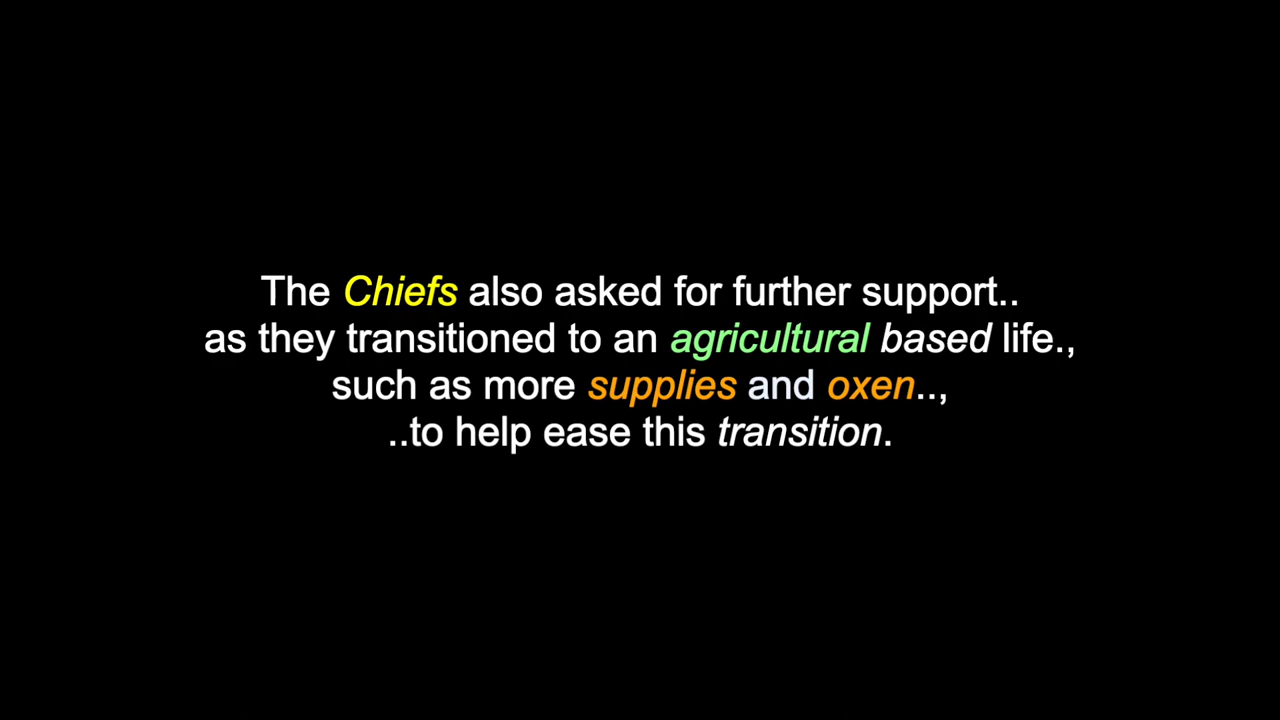 The Chiefs also asked for further support..
as they transitioned to an agricultural based life.,
such as more supplies and oxen..,
..to help ease this transition.